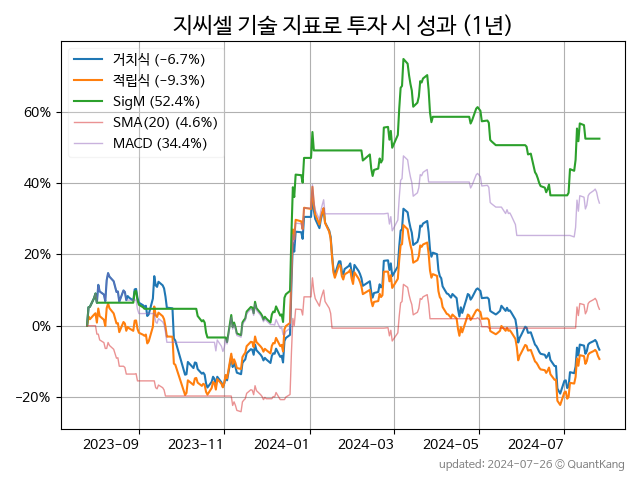 지씨셀 기술 지표로 투자 시 성과 (1년)
거치식 (−6.7%)
적립식 (−9.3%)
SigM (52.4%)
SMA(20) (4.6%)
MACD (34.4%)
60%
40%
20%
0%
−20%
2023−09
2023−11
2024−01
2024−03
2024−05
2024−07
updated: 2024-07-26 © QuantKang